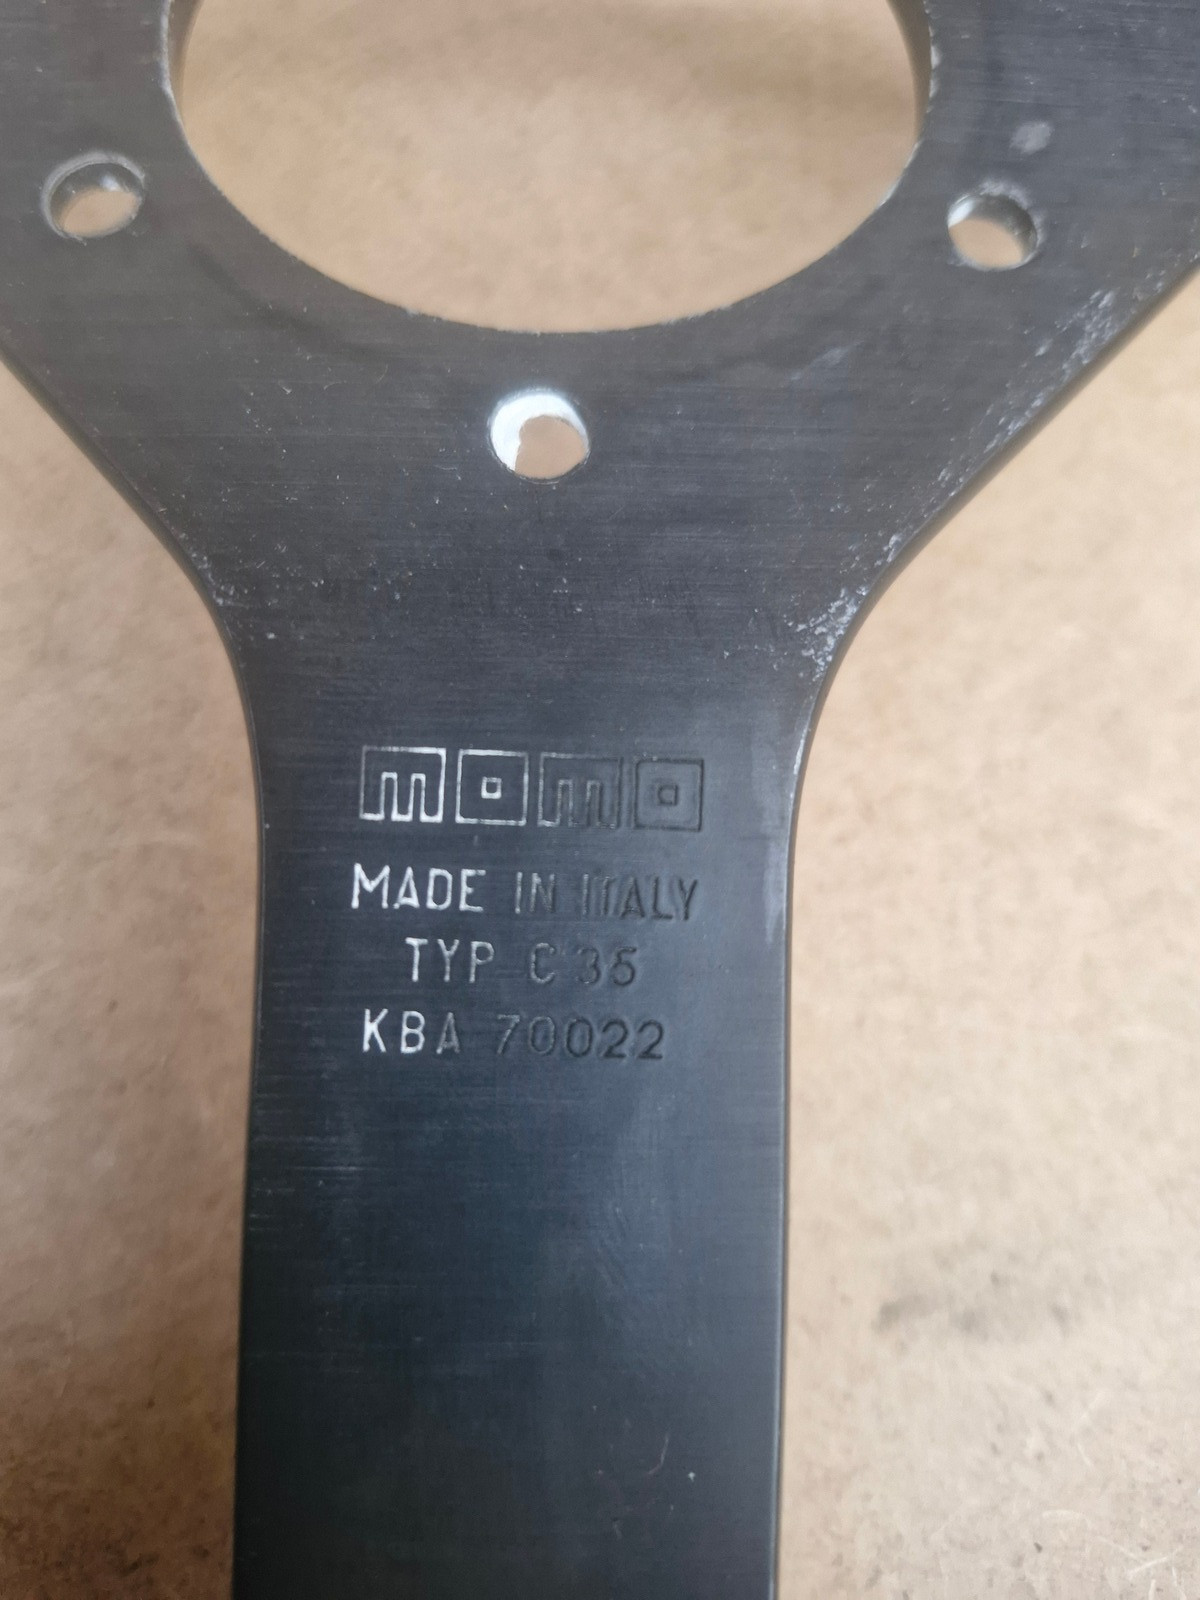 momo
MADE IN ITALY
TYP C 35
KBA 70022